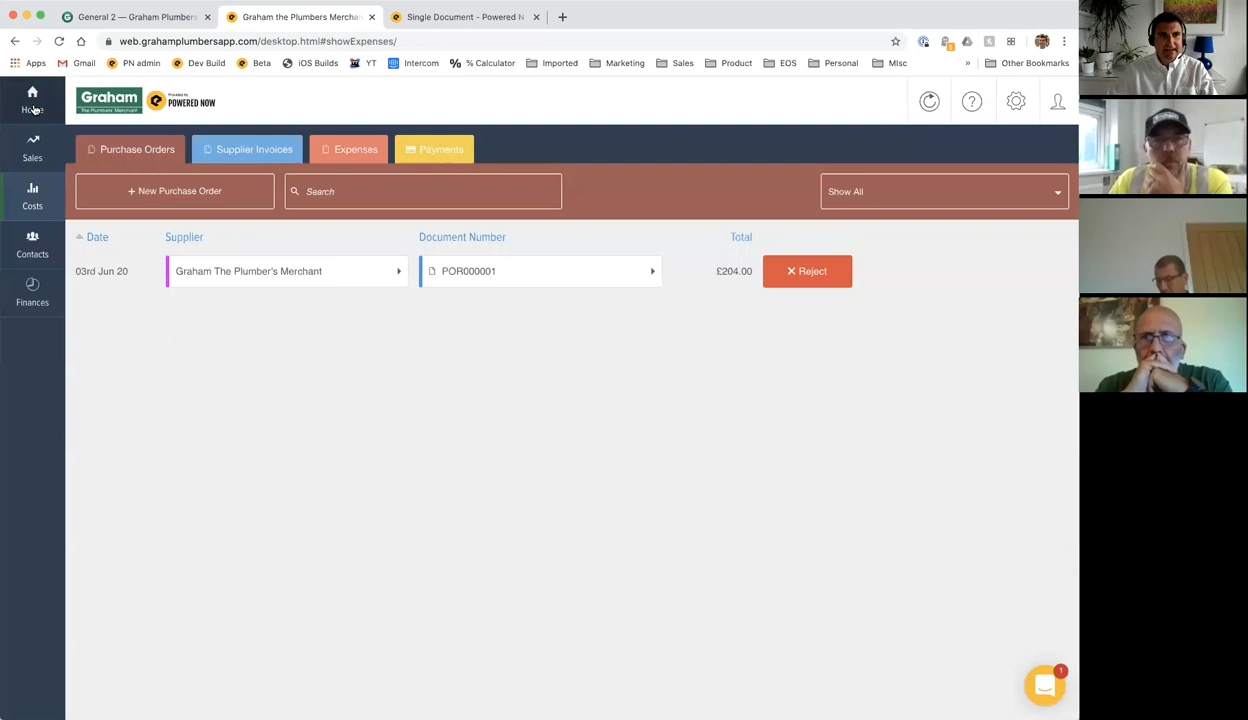 General 2 — Graham Plumbers
Graham the Plumbers Merchan
Single Document - Powered N
web.grahamplumbersapp.com/desktop.html#showExpenses/
Apps
Gmail
PN admin
Dev Build
Beta
iOS Builds
YT
Intercom
% Calculator
Imported
Marketing
Sales
Product
EOS
Personal
MIsc
»
Other Bookmarks
Home
Graham
The Plumbers Merchant
Provided by
POWERED NOW
Sales
Purchase Orders
Supplier Invoices
Expenses
Payments
Costs
+ New Purchase Order
Search
Show All
Contacts
Date
Supplier
Document Number
Total
03rd Jun 20
Graham The Plumber's Merchant
POR000001
£204.00
Reject
Finances
1